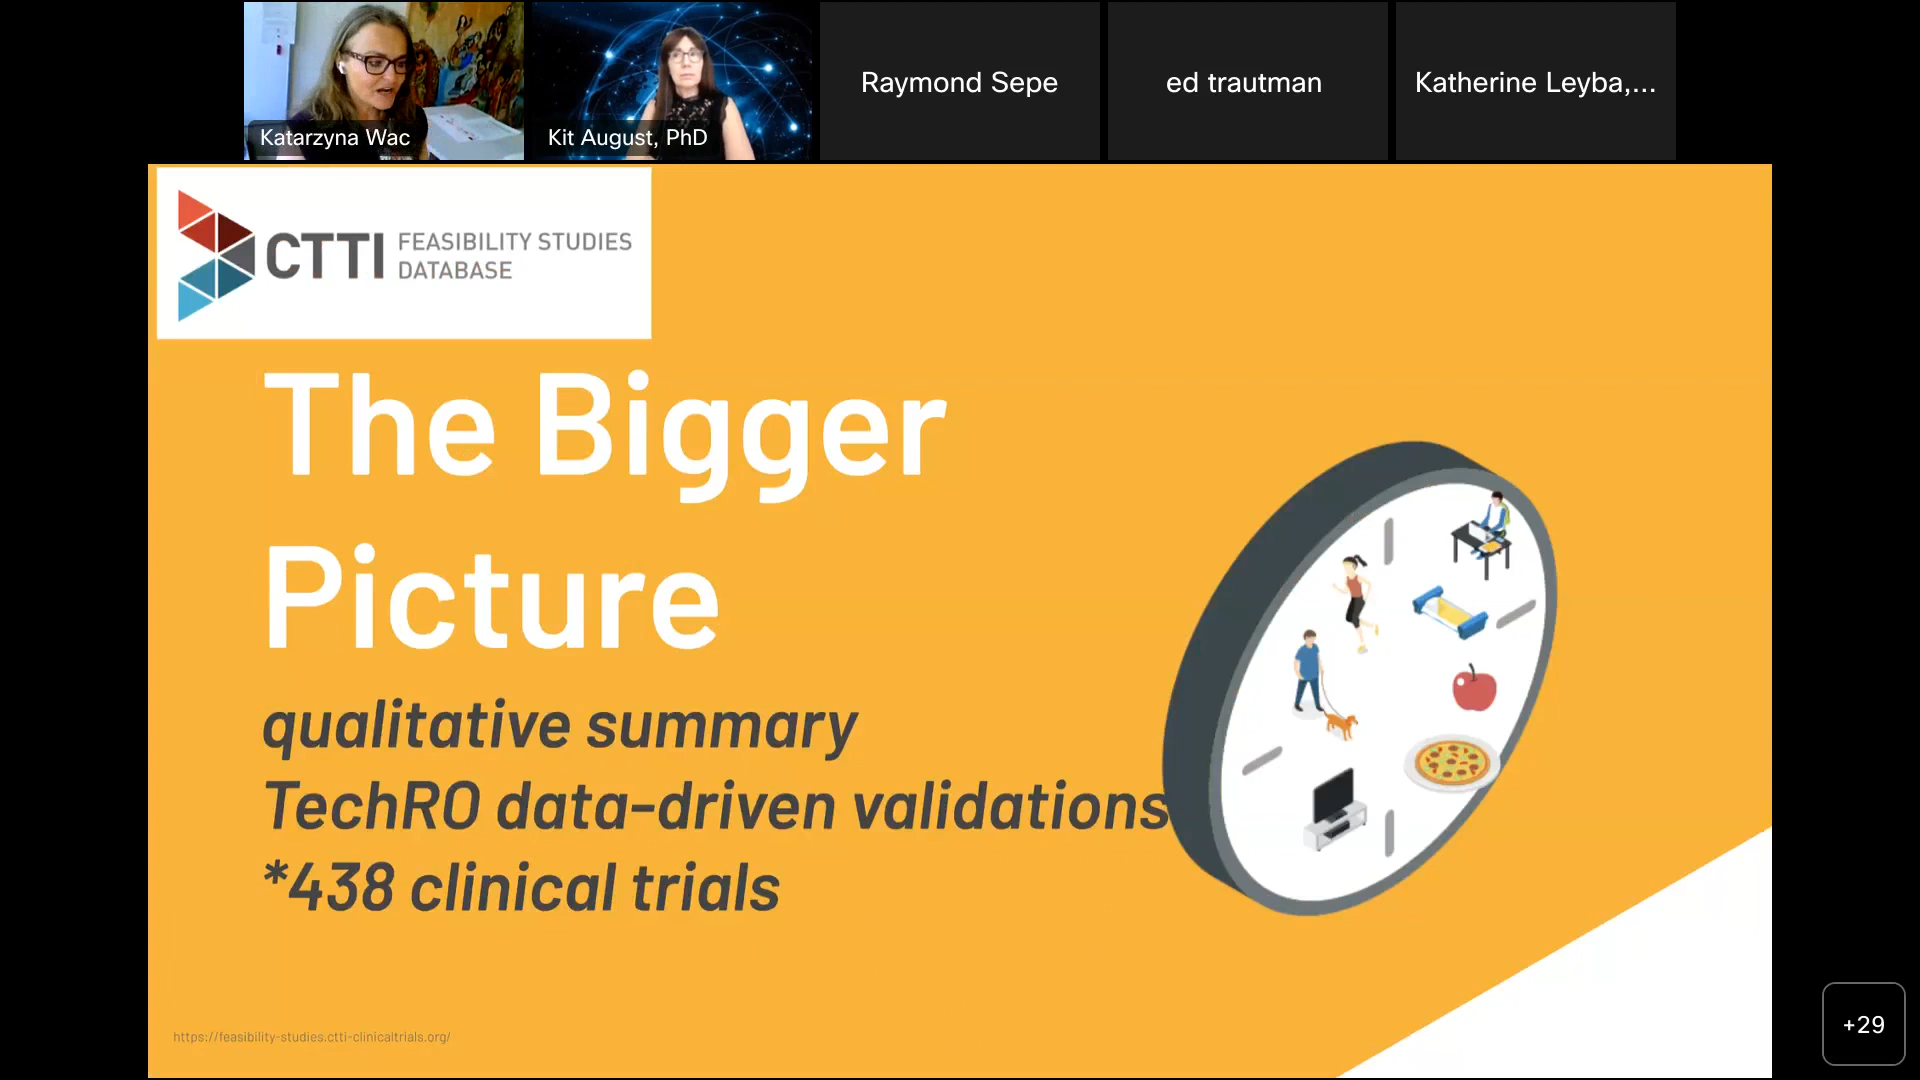 Katarzyna Wac
Kit August, PhD
Raymond Sepe
ed trautman
Katherine Leyba,...
CTTI FEASIBILITY STUDIES
DATABASE
The Bigger
Picture
qualitative summary
TechRO data-driven validations
*438 clinical trials
https://feasibility-studies.ctti-clinicaltrials.org/
+29